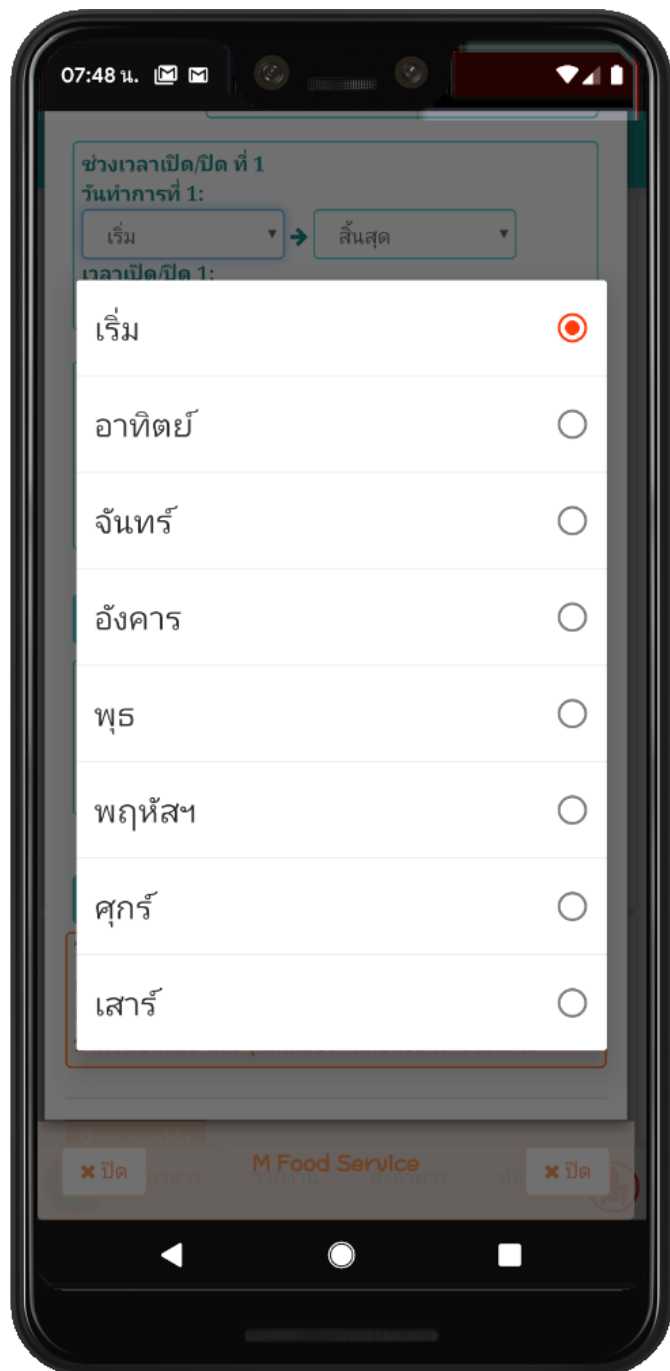 07:48 น.
ช่วงเวลาเปิด/ปิด ที่ 1
วันทำการที่ 1:
เริ่ม สิ้นสุด
เวลาเปิด/ปิด 1:
เริ่ม
อาทิตย์
จันทร์
อังคาร
พุธ
พฤหัสฯ
ศุกร์
เสาร์
ปิด M Food Service ปิด